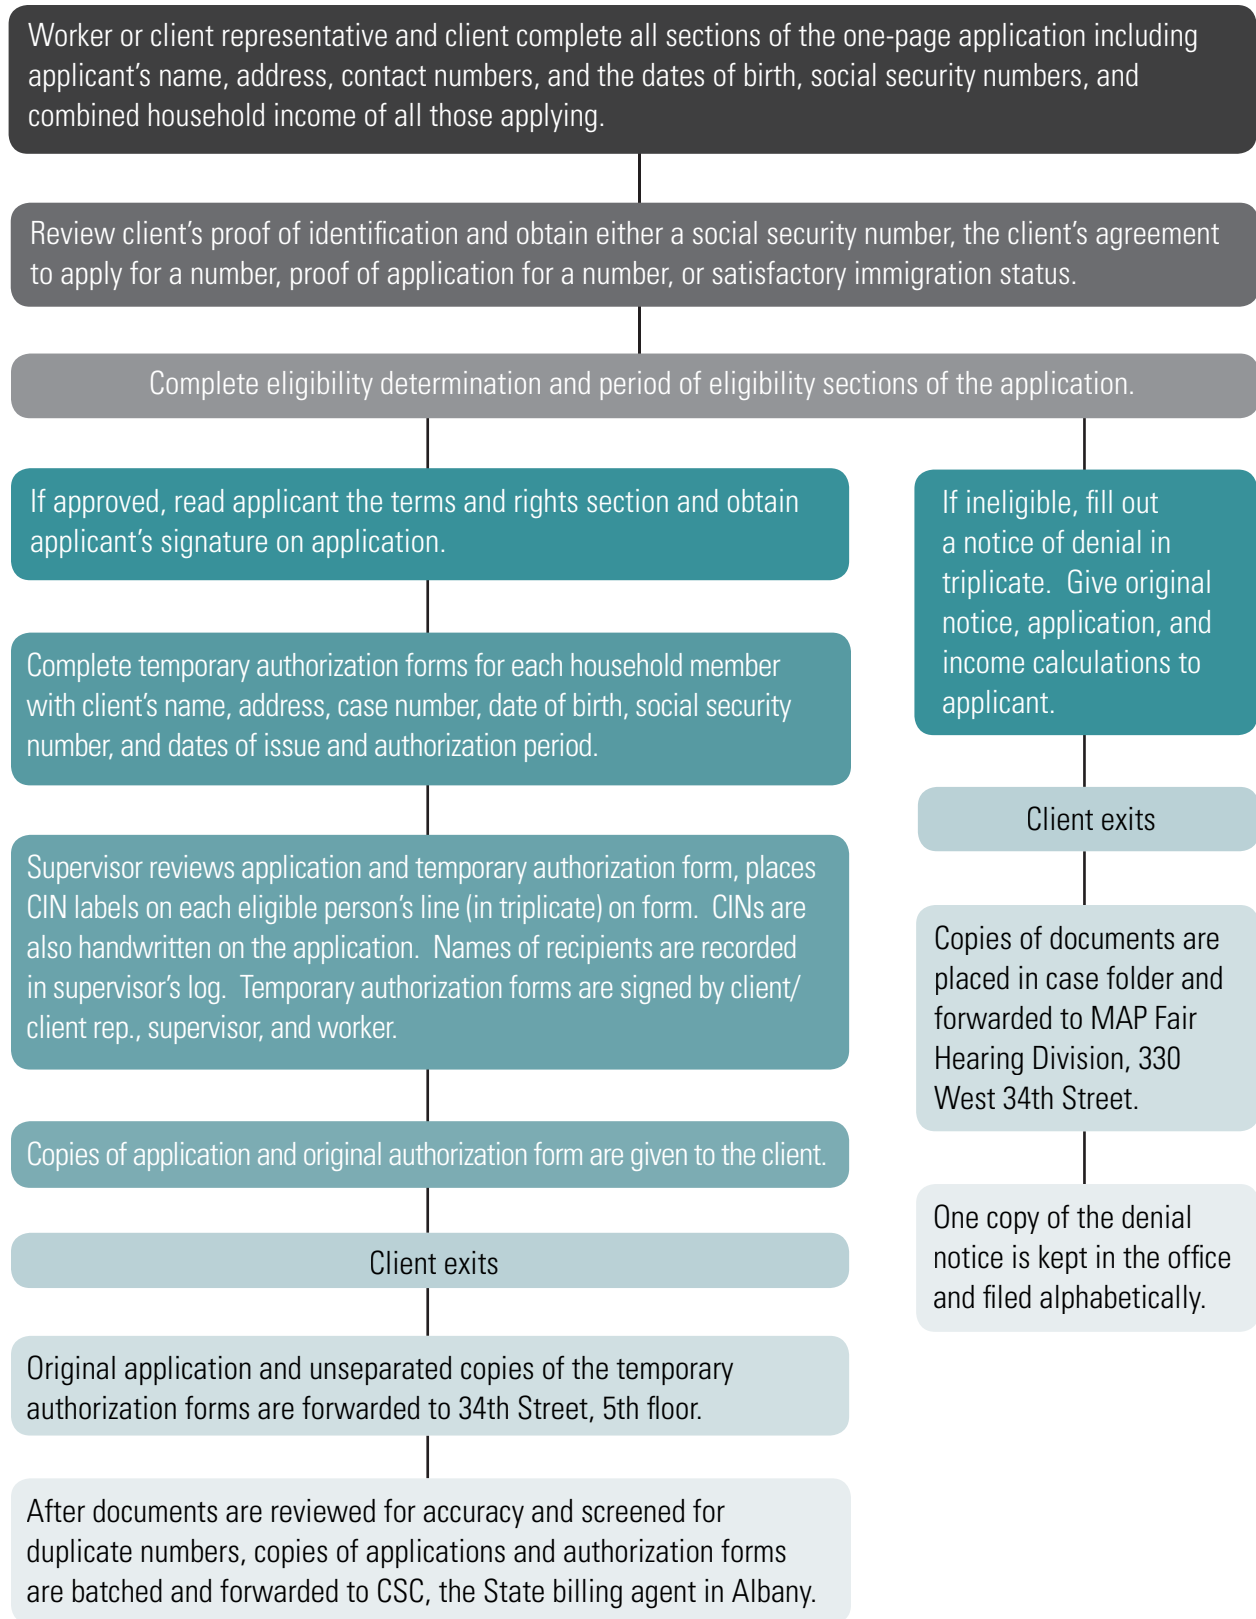 Worker or client representative and client complete all sections of the one-page application including
applicant's name, address, contact numbers, and the dates of birth, social security numbers, and
combined household income of all those applying.
Review client's proof of identification and obtain either a social security number, the client's agreement
to apply for a number, proof of application for a number, or satisfactory immigration status.
Complete eligibility determination and period of eligibility sections of the application.
If approved, read applicant the terms and rights section and obtain
applicant's signature on application.
Complete temporary authorization forms for each household member
with client's name, address, case number, date of birth, social security
number, and dates of issue and authorization period.
Supervisor reviews application and temporary authorization form, places
CIN labels on each eligible person's line (in triplicate) on form.  CINs are
also handwritten on the application.  Names of recipients are recorded
in supervisor's log.  Temporary authorization forms are signed by client/
client rep., supervisor, and worker.
Copies of application and original authorization form are given to the client.
Client exits
Original application and unseparated copies of the temporary
authorization forms are forwarded to 34th Street, 5th floor.
After documents are reviewed for accuracy and screened for
duplicate numbers, copies of applications and authorization forms
are batched and forwarded to CSC, the State billing agent in Albany.
If ineligible, fill out
a notice of denial in
triplicate.  Give original
notice, application, and
income calculations to
applicant.
Client exits
Copies of documents are
placed in case folder and
forwarded to MAP Fair
Hearing Division, 330
West 34th Street.
One copy of the denial
notice is kept in the office
and filed alphabetically.